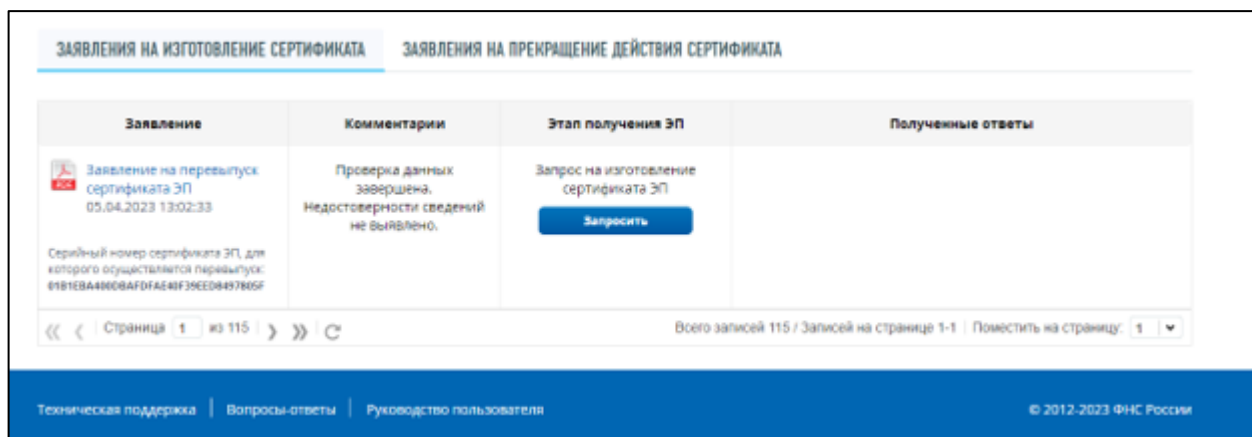 ЗАЯВЛЕНИЯ НА ИЗГОТОВЛЕНИЕ СЕРТИФИКАТА ЗАЯВЛЕНИЯ НА ПРЕКРАЩЕНИЕ ДЕЙСТВИЯ СЕРТИФИКАТА
Заявление Комментарии Этап получения ЭП Полученные ответы
Заявление на перевыпуск
сертификата ЭП
05.04.2023 13:02:33
Серийный номер сертификата ЭП, для
которого осуществляется перевыпуск:
Проверка данных
завершена.
Недостоверности сведений
не выявлено.
Запрос на изготовление
сертификата ЭП
Запросить
Страница 1 из 115
Всего записей 115 / Записей на странице 1-1 Поместить на страницу: 1
Техническая поддержка | Вопросы-ответы | Руководство пользователя
© 2012-2023 ФНС России